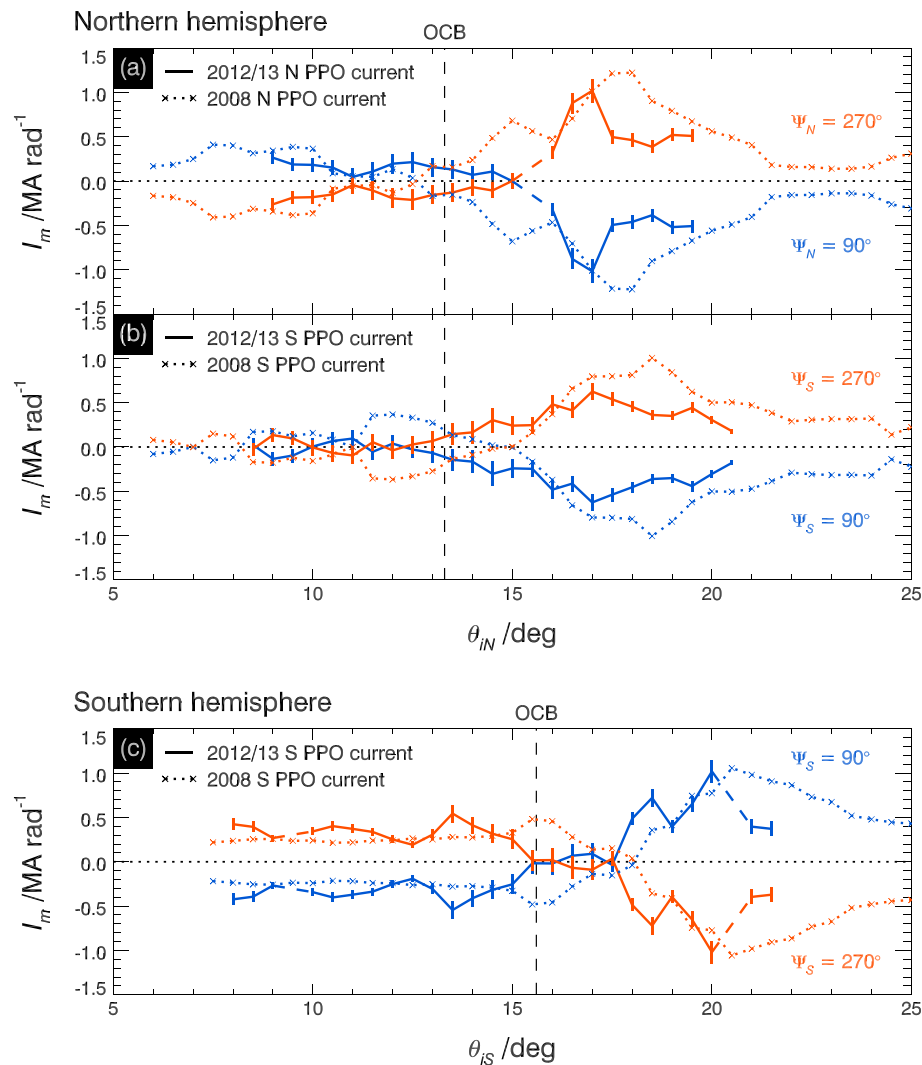 Northern hemisphere
OCB
(a)
2012/13 N PPO current
2008 N PPO current
Ψ_N = 270°
Ψ_N = 90°
1.5
1.0
0.5
0.0
-0.5
-1.0
-1.5
I_m /MA rad⁻¹
(b)
2012/13 S PPO current
2008 S PPO current
Ψ_S = 270°
Ψ_S = 90°
1.5
1.0
0.5
0.0
-0.5
-1.0
-1.5
I_m /MA rad⁻¹
5 10 15 20 25
θ_iN /deg
Southern hemisphere
OCB
(c)
2012/13 S PPO current
2008 S PPO current
Ψ_S = 90°
Ψ_S = 270°
1.5
1.0
0.5
0.0
-0.5
-1.0
-1.5
I_m /MA rad⁻¹
5 10 15 20 25
θ_iS /deg